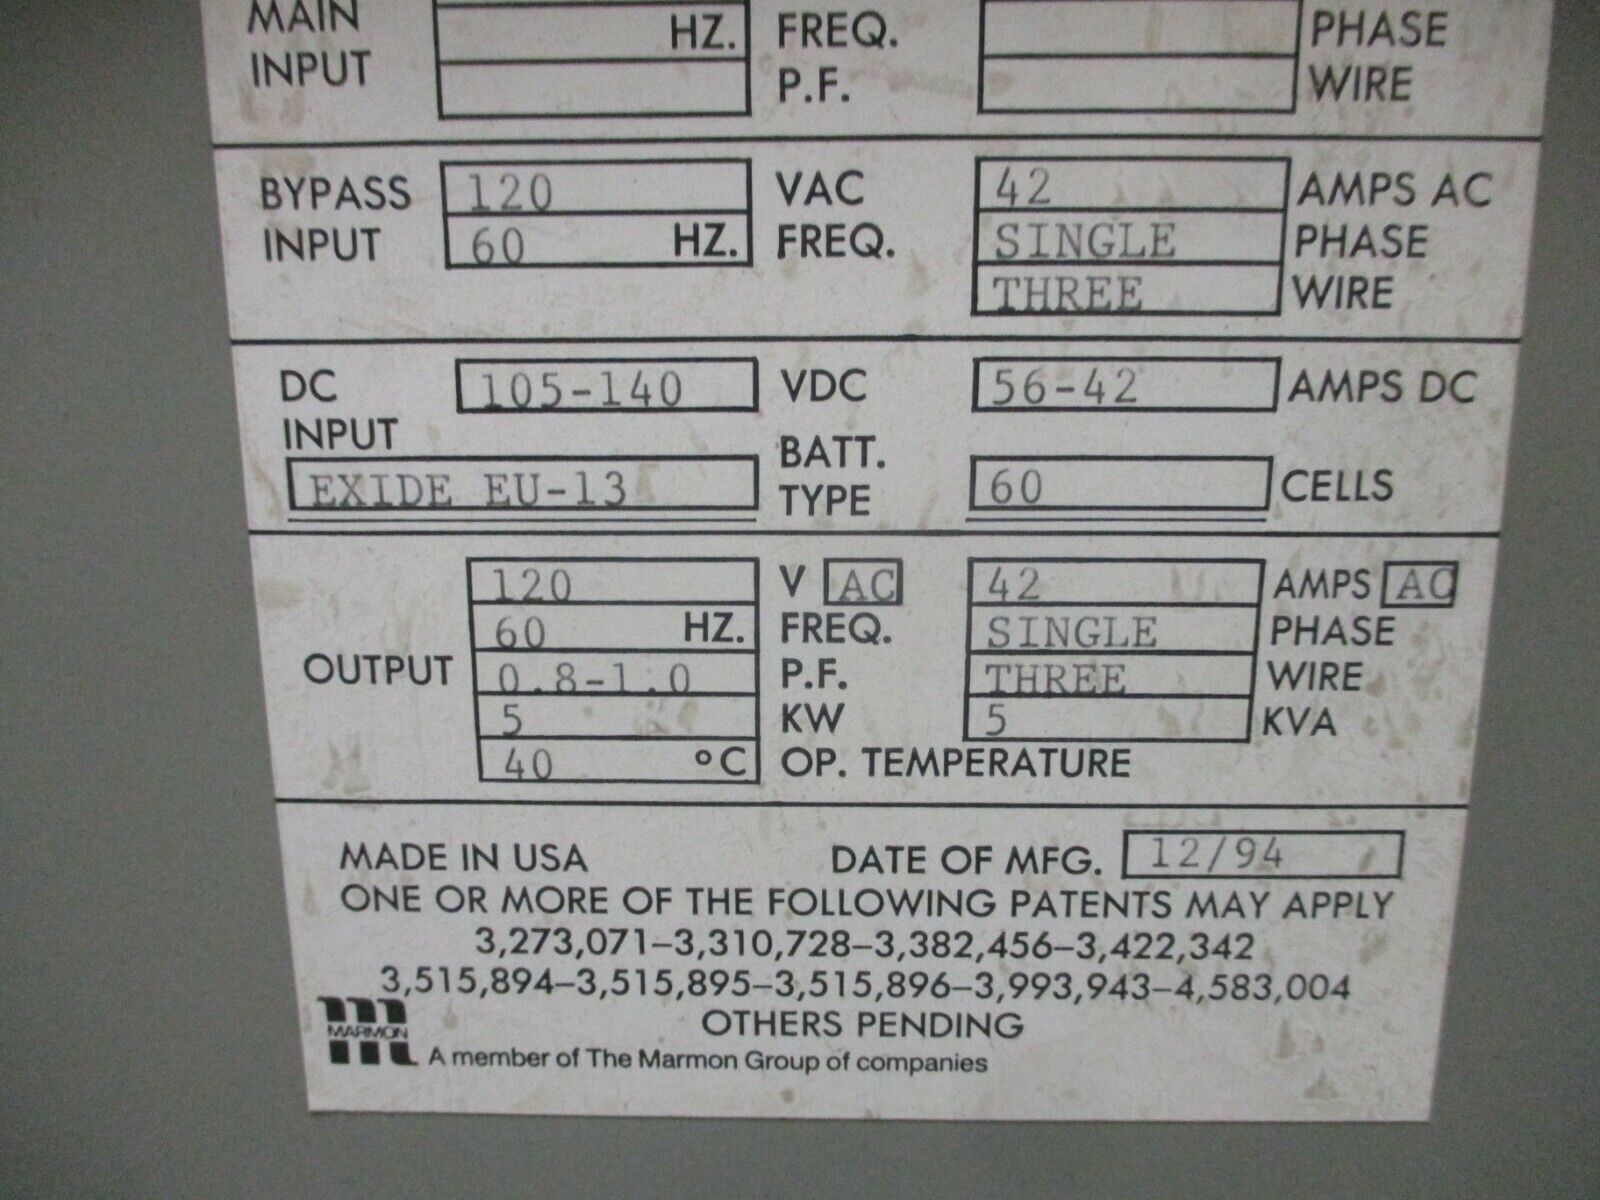 MAIN HZ. FREQ. PHASE
INPUT P.F. WIRE
BYPASS 120 VAC 42 AMPS AC
INPUT 60 HZ. FREQ. SINGLE PHASE
THREE WIRE
DC 105-140 VDC 56-42 AMPS DC
INPUT BATT.
EXIDE EU-13 TYPE 60 CELLS
120 V AC 42 AMPS AC
60 HZ. FREQ. SINGLE PHASE
OUTPUT 0.8-1.0 P.F. THREE WIRE
5 KW 5 KVA
40 °C OP. TEMPERATURE
MADE IN USA DATE OF MFG. 12/94
ONE OR MORE OF THE FOLLOWING PATENTS MAY APPLY
3,273,071–3,310,728–3,382,456–3,422,342
3,515,894–3,515,895–3,515,896–3,993,943–4,583,004
OTHERS PENDING
MARMON
A member of The Marmon Group of companies